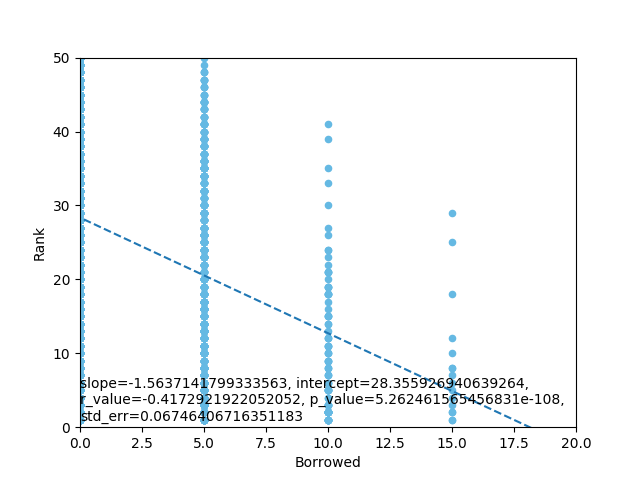 50
40
30
20
10
0
Rank
slope=-1.5637141799333563, intercept=28.355926940639264,
r_value=-0.4172921922052052, p_value=5.262461565456831e-108,
std_err=0.06746406716351183
0.0 2.5 5.0 7.5 10.0 12.5 15.0 17.5 20.0
Borrowed